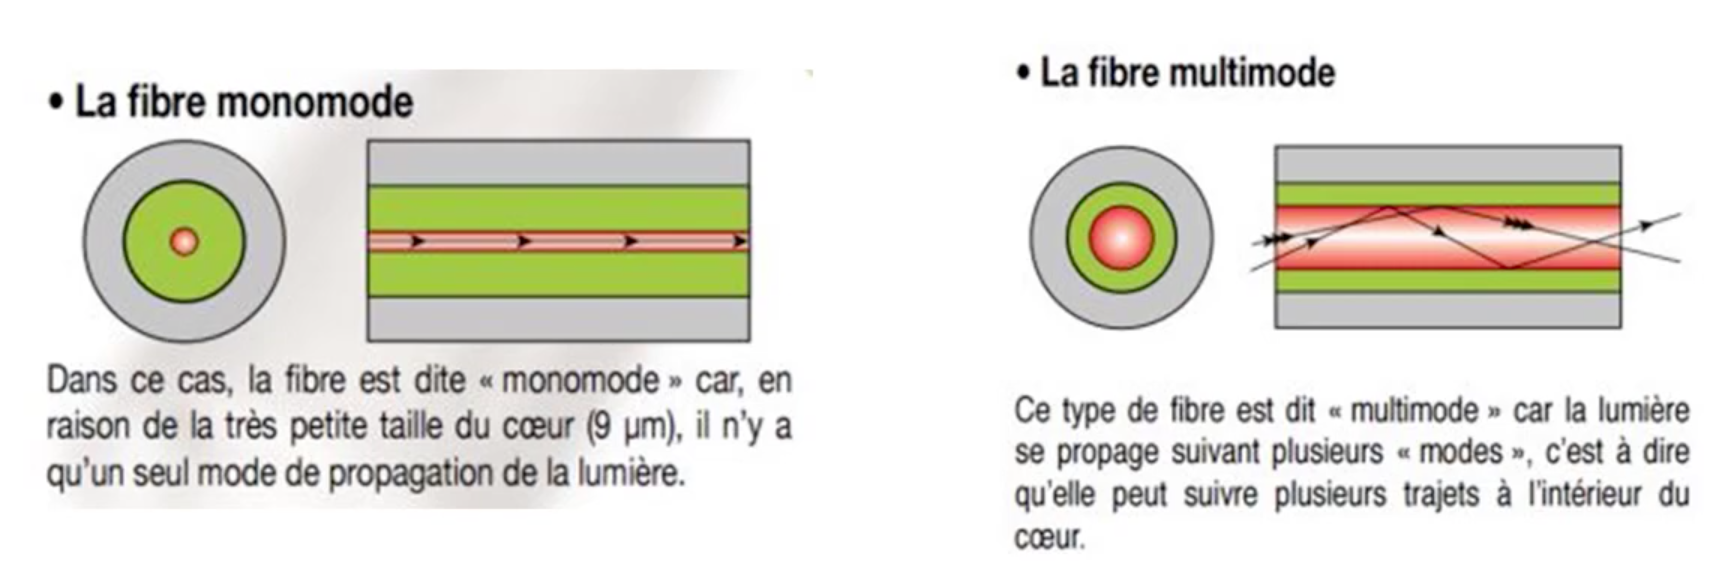 • La fibre monomode
Dans ce cas, la fibre est dite « monomode » car, en
raison de la très petite taille du cœur (9 µm), il n'y a
qu'un seul mode de propagation de la lumière.
• La fibre multimode
Ce type de fibre est dit « multimode » car la lumière
se propage suivant plusieurs « modes », c'est à dire
qu'elle peut suivre plusieurs trajets à l'intérieur du
cœur.